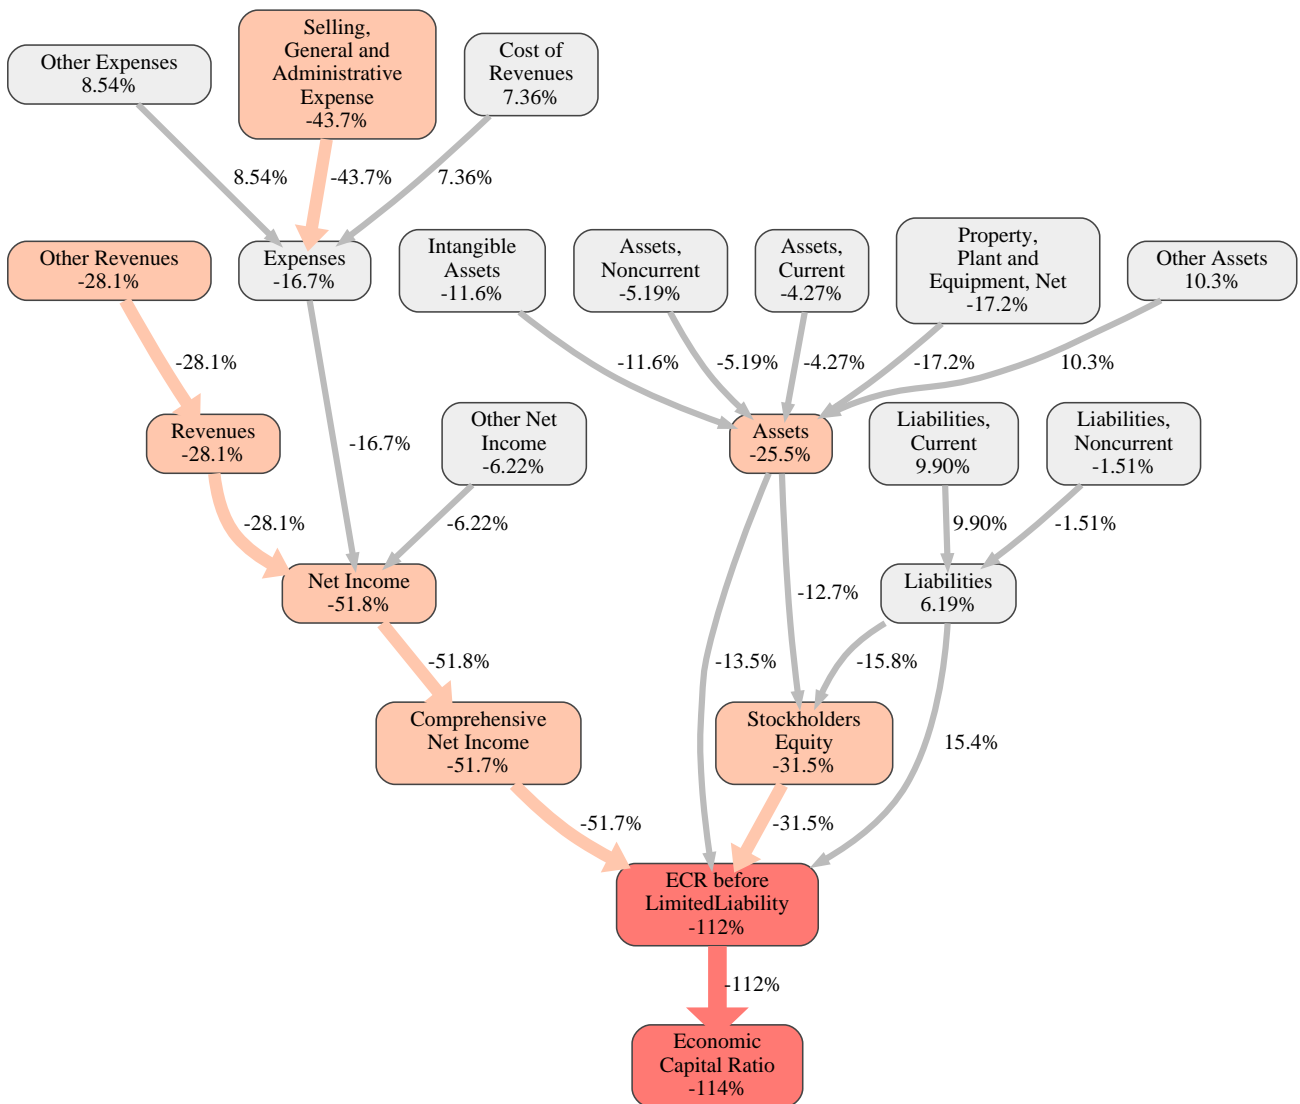 Other Expenses
8.54%
Selling,
General and
Administrative
Expense
-43.7%
Cost of
Revenues
7.36%
8.54%
-43.7%
7.36%
Other Revenues
-28.1%
Expenses
-16.7%
Intangible
Assets
-11.6%
Assets,
Noncurrent
-5.19%
Assets,
Current
-4.27%
Property,
Plant and
Equipment, Net
-17.2%
Other Assets
10.3%
-28.1%
-11.6%
-5.19%
-4.27%
-17.2%
10.3%
Revenues
-28.1%
-16.7%
Other Net
Income
-6.22%
Assets
-25.5%
Liabilities,
Current
9.90%
Liabilities,
Noncurrent
-1.51%
-28.1%
-6.22%
9.90%
-1.51%
Net Income
-51.8%
-12.7%
Liabilities
6.19%
-51.8%
-13.5%
-15.8%
Comprehensive
Net Income
-51.7%
Stockholders
Equity
-31.5%
15.4%
-51.7%
-31.5%
ECR before
LimitedLiability
-112%
-112%
Economic
Capital Ratio
-114%